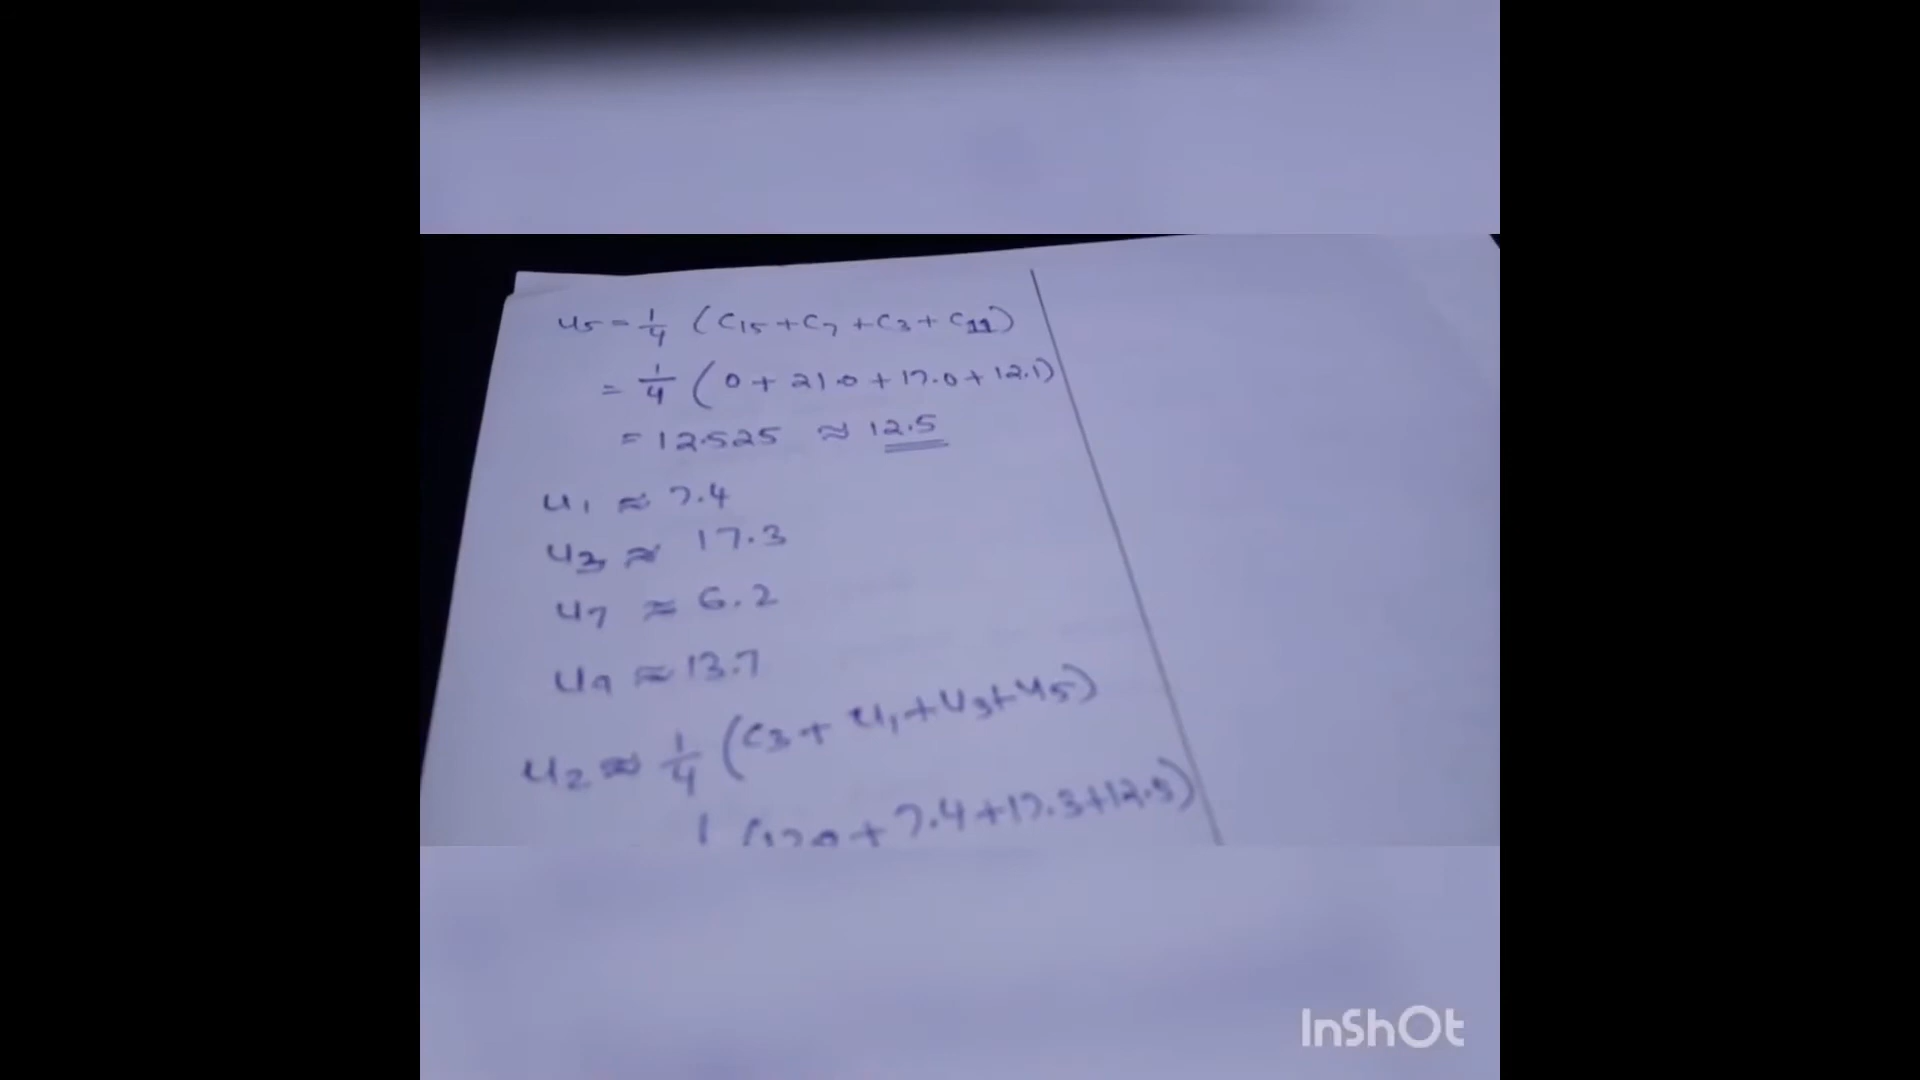 u5 = 1/4 (C15 + C7 + C3 + C11)
= 1/4 (0 + 21.0 + 17.0 + 12.1)
= 12.525 ≈ 12.5
u1 ≈ 7.4
u3 ≈ 17.3
u7 ≈ 6.2
u9 ≈ 13.7
u2 ≈ 1/4 (C3 + u1 + u3 + u5)
+ 7.4 + 17.3 + 12.5)
InShOt